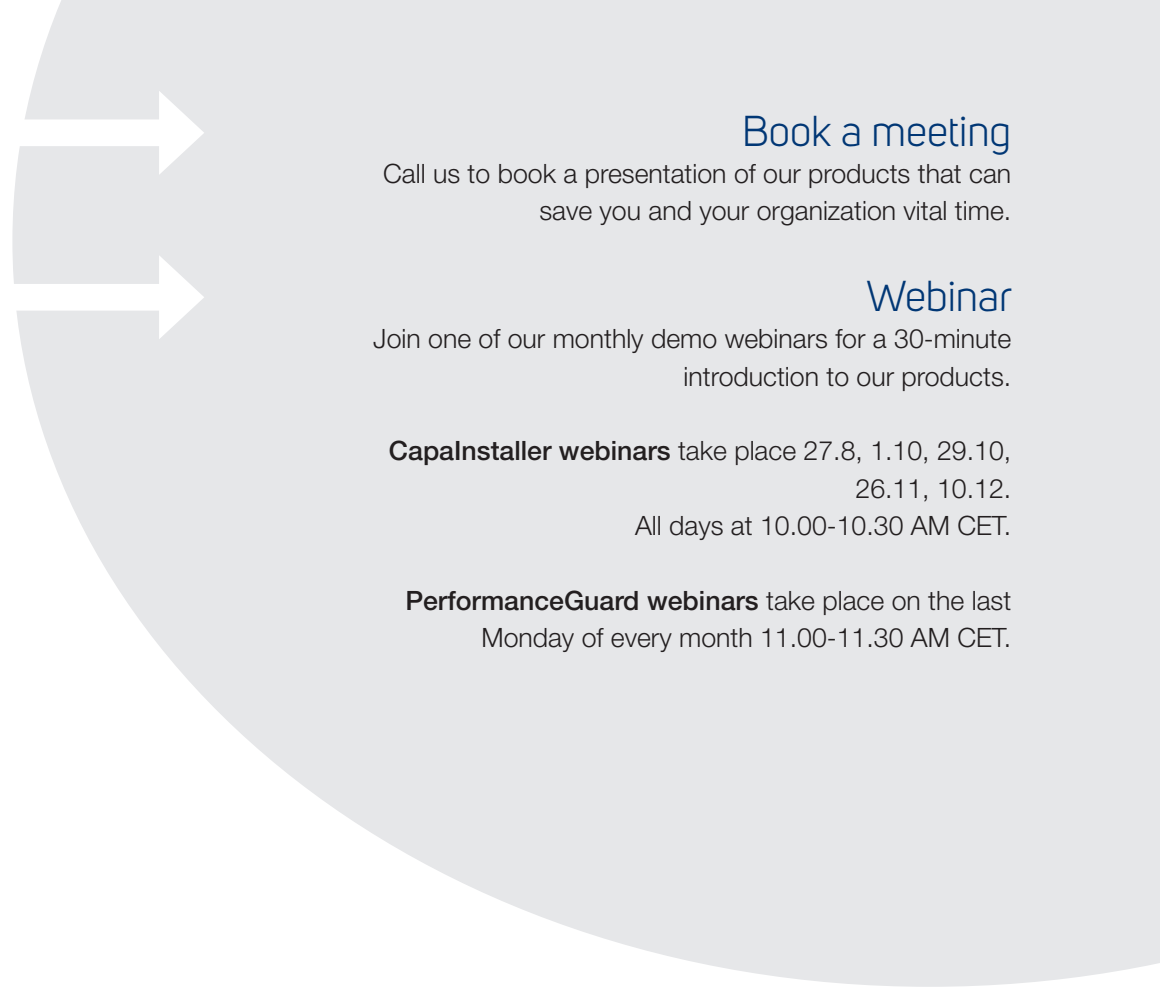 Book a meeting
Call us to book a presentation of our products that can
save you and your organization vital time.
Webinar
Join one of our monthly demo webinars for a 30-minute
introduction to our products.
CapaInstaller webinars take place 27.8, 1.10, 29.10,
26.11, 10.12.
All days at 10.00-10.30 AM CET.
PerformanceGuard webinars take place on the last
Monday of every month 11.00-11.30 AM CET.